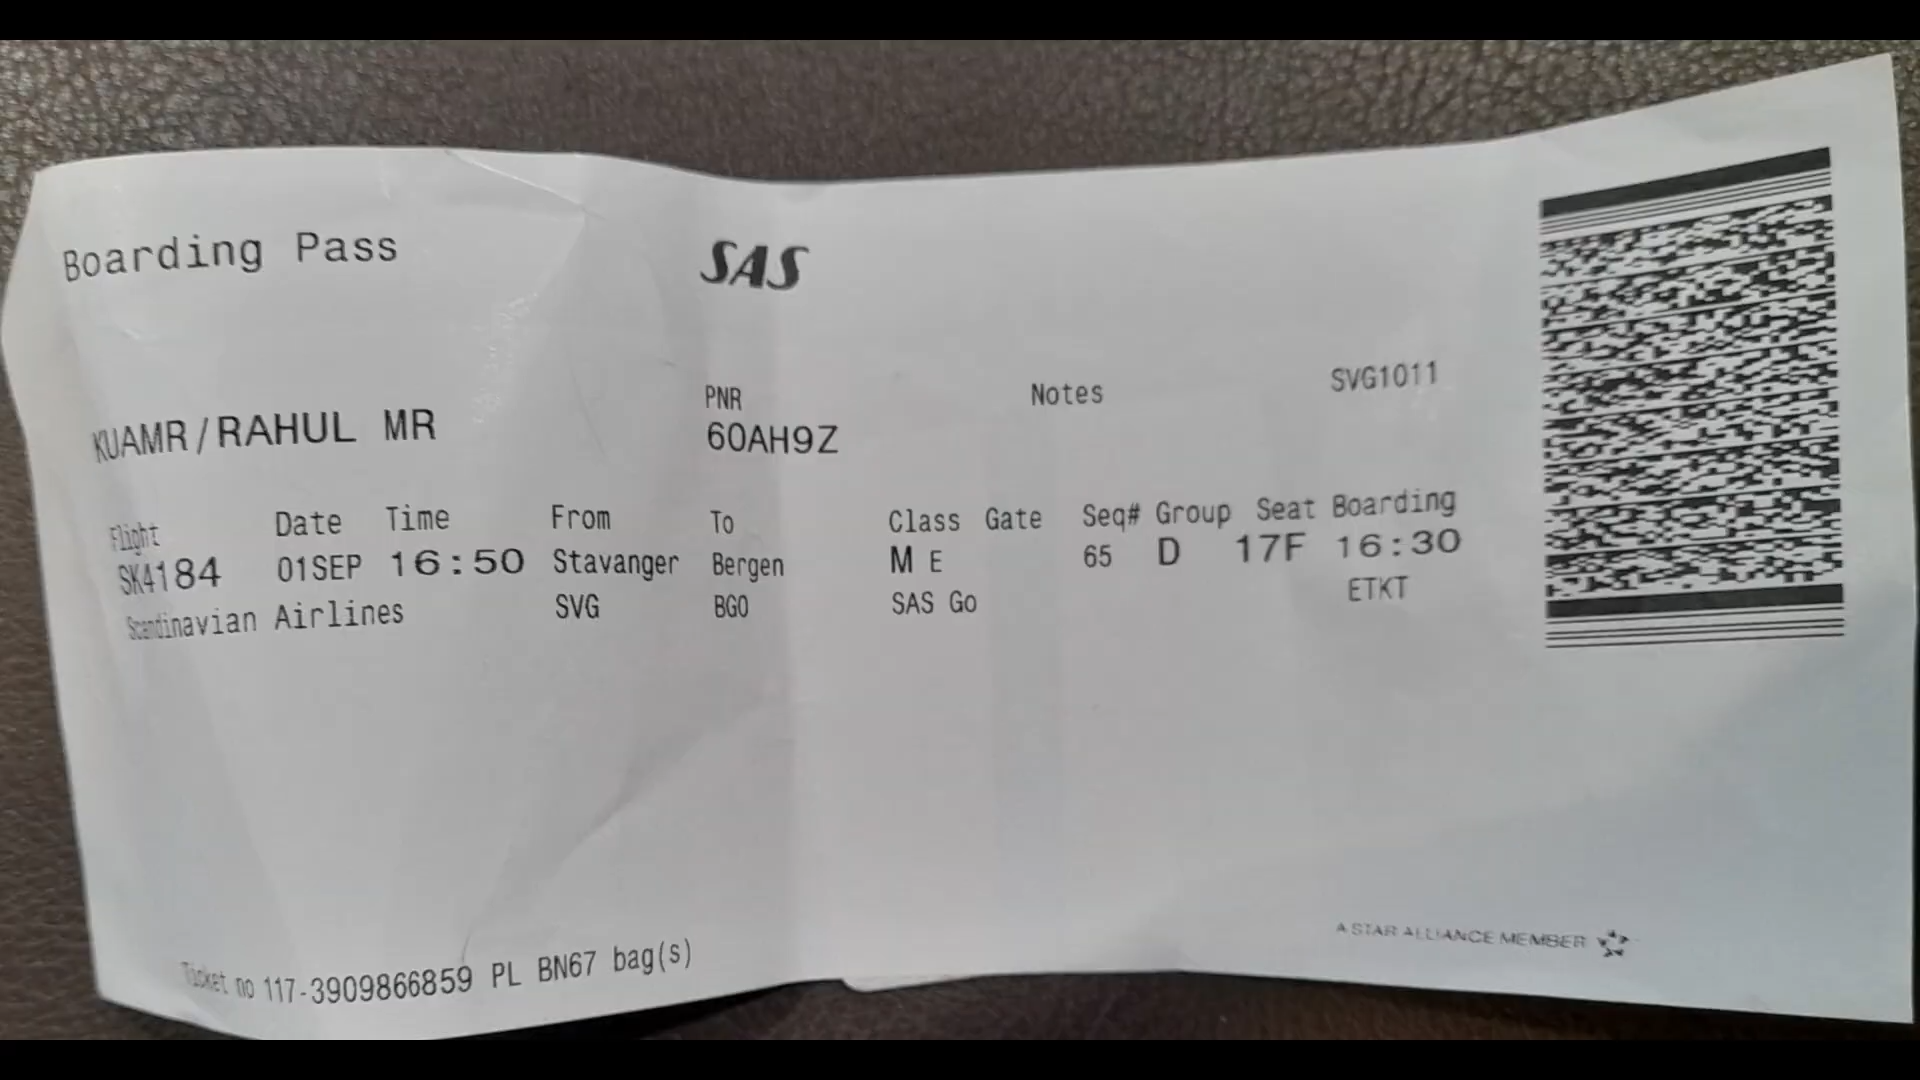 Boarding Pass
SAS
SVG1011
KUAMR/RAHUL MR
PNR
60AH9Z
Notes
Flight Date Time From To Class Gate Seq# Group Seat Boarding
SK4184 01SEP 16:50 Stavanger Bergen M E 65 D 17F 16:30
Scandinavian Airlines SVG BGO SAS Go ETKT
A STAR ALLIANCE MEMBER
Ticket no 117-3909866859 PL BN67 bag(s)